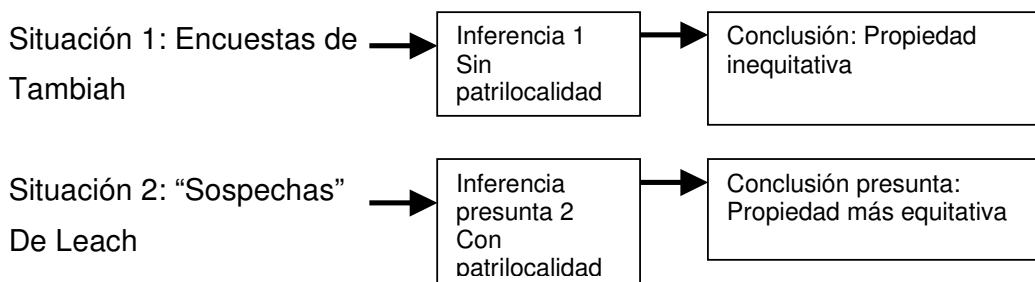 Situación 1: Encuestas de
Tambiah
Inferencia 1
Sin
patrilocalidad
Conclusión: Propiedad
inequitativa
Situación 2: “Sospechas”
De Leach
Inferencia
presunta 2
Con
patrilocalidad
Conclusión presunta:
Propiedad más equitativa